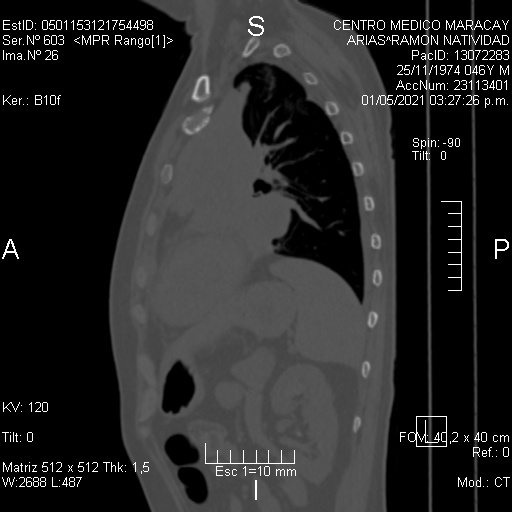 EstID: 0501153121754498
Ser.Nº 603 <MPR Rango[1]>
Ima.Nº 26
Ker.: B10f
S
CENTRO MEDICO MARACAY
ARIAS^RAMON NATIVIDAD
PacID: 13072283
25/11/1974 046Y M
AccNum: 23113401
01/05/2021 03:27:26 p.m.
Spin: -90
Tilt: 0
A
P
KV: 120
Tilt: 0
Matriz 512 x 512 Thk: 1,5
W:2688 L:487
Esc 1=10 mm
I
FOM: 40,2 x 40 cm
Ref.: 0
Mod.: CT